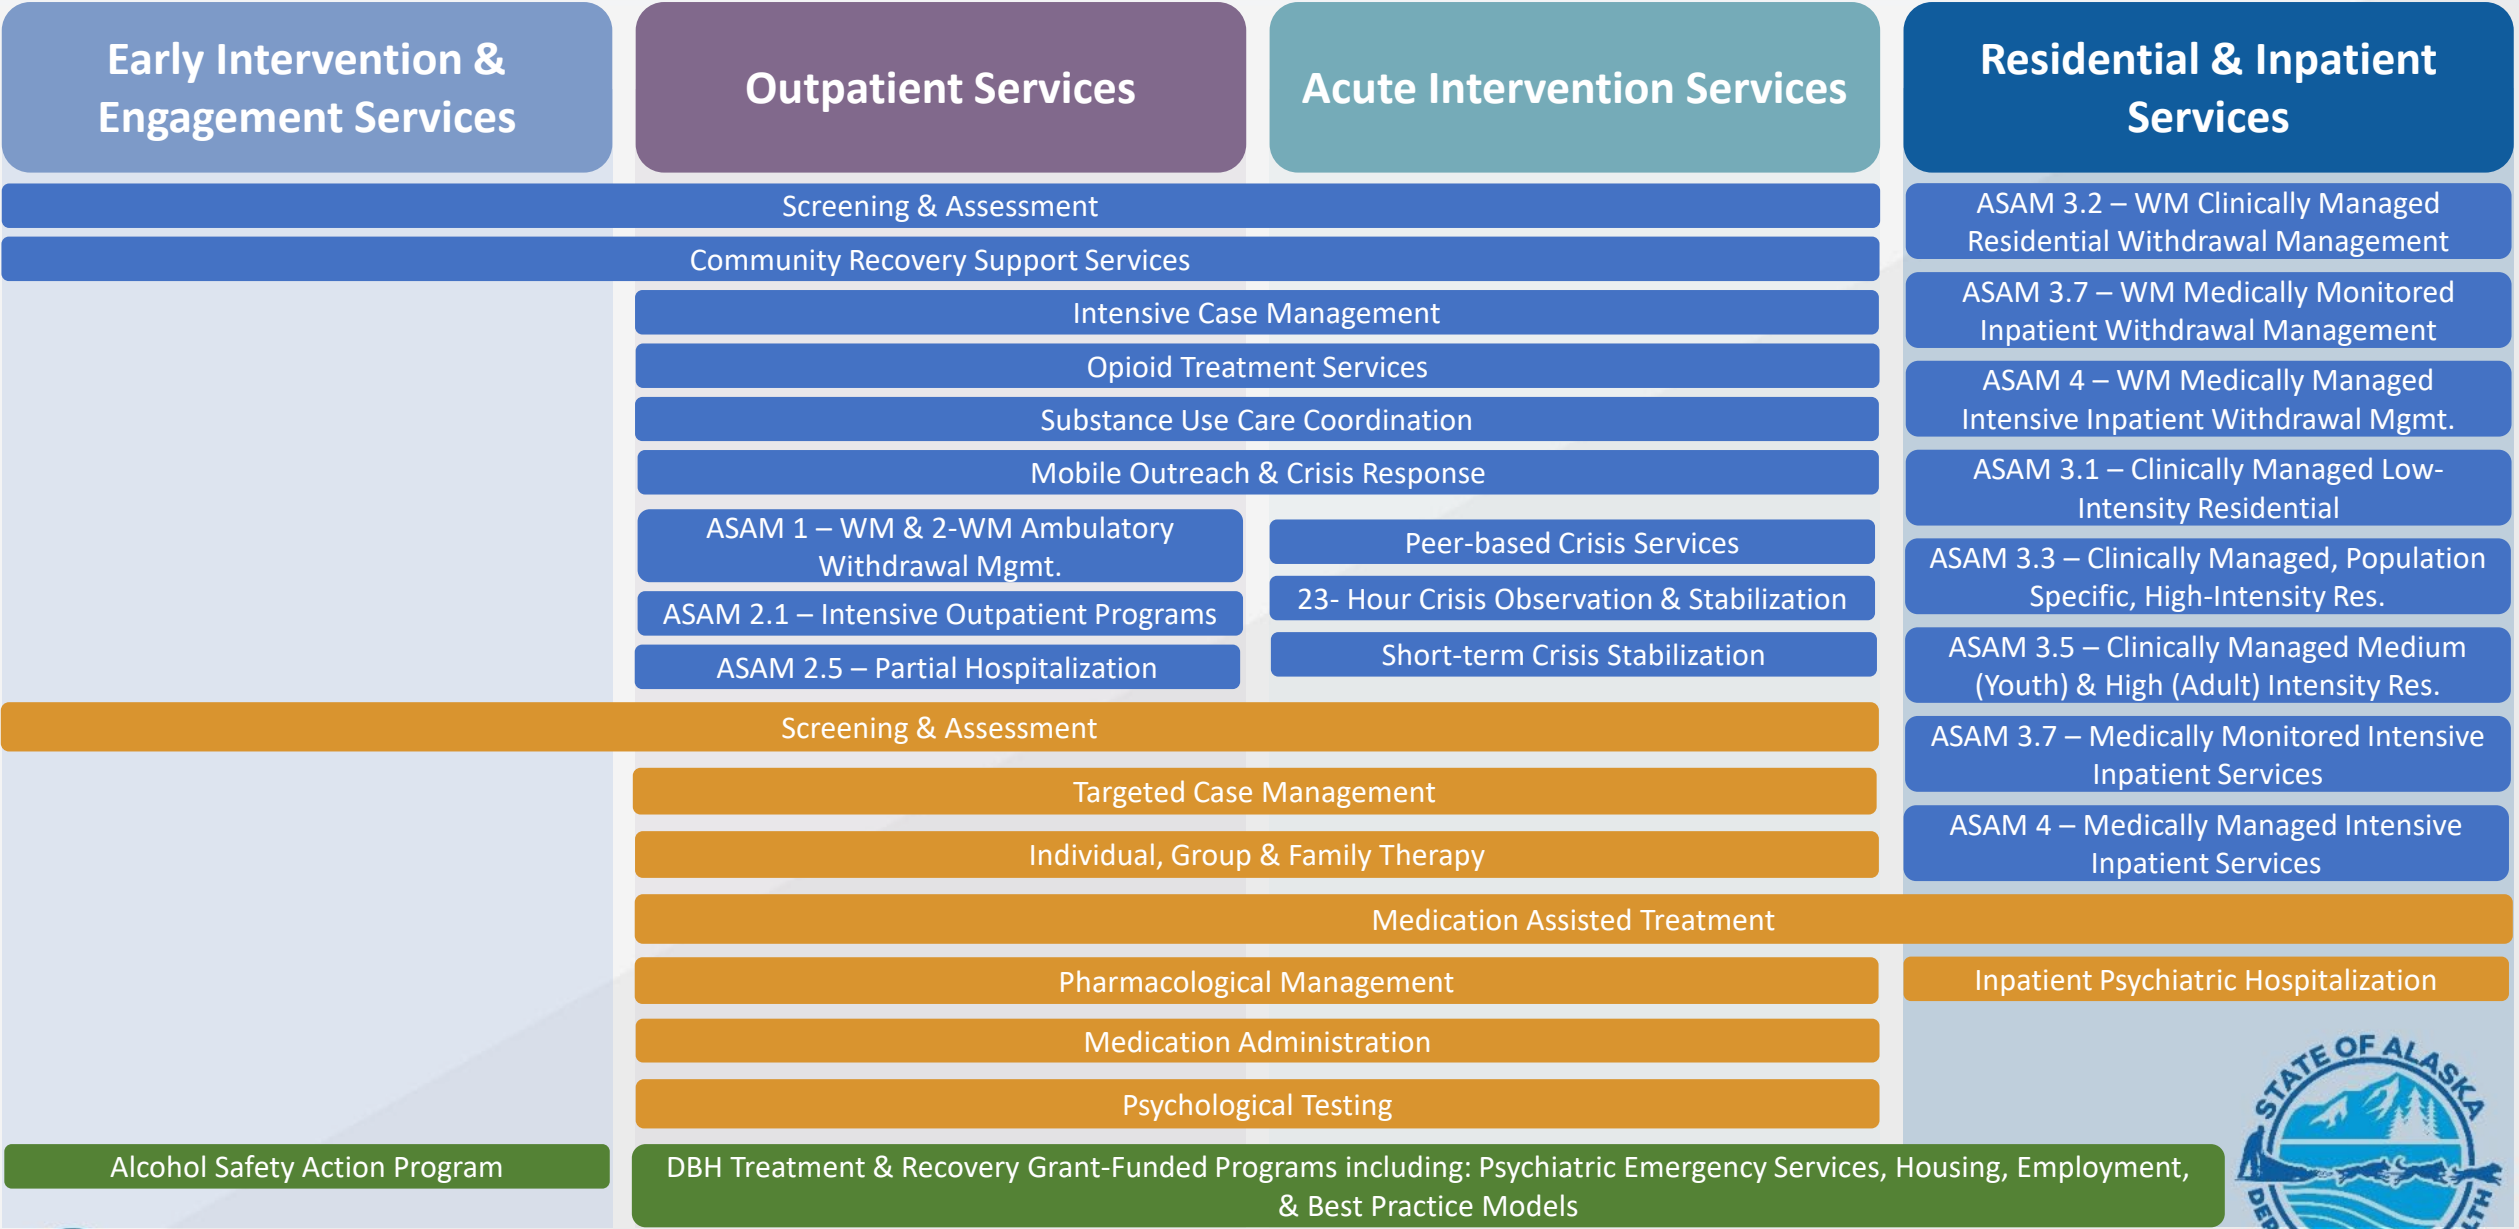 Early Intervention &
Engagement Services
Outpatient Services
Acute Intervention Services
Residential & Inpatient
Services
Screening & Assessment
Community Recovery Support Services
Intensive Case Management
Opioid Treatment Services
Substance Use Care Coordination
Mobile Outreach & Crisis Response
ASAM 1 – WM & 2-WM Ambulatory
Withdrawal Mgmt.
ASAM 2.1 – Intensive Outpatient Programs
ASAM 2.5 – Partial Hospitalization
Peer-based Crisis Services
23- Hour Crisis Observation & Stabilization
Short-term Crisis Stabilization
ASAM 3.2 – WM Clinically Managed
Residential Withdrawal Management
ASAM 3.7 – WM Medically Monitored
Inpatient Withdrawal Management
ASAM 4 – WM Medically Managed
Intensive Inpatient Withdrawal Mgmt.
ASAM 3.1 – Clinically Managed Low-
Intensity Residential
ASAM 3.3 – Clinically Managed, Population
Specific, High-Intensity Res.
ASAM 3.5 – Clinically Managed Medium
(Youth) & High (Adult) Intensity Res.
ASAM 3.7 – Medically Monitored Intensive
Inpatient Services
ASAM 4 – Medically Managed Intensive
Inpatient Services
Screening & Assessment
Targeted Case Management
Individual, Group & Family Therapy
Medication Assisted Treatment
Pharmacological Management
Inpatient Psychiatric Hospitalization
Medication Administration
Psychological Testing
Alcohol Safety Action Program
DBH Treatment & Recovery Grant-Funded Programs including: Psychiatric Emergency Services, Housing, Employment,
& Best Practice Models
STATE OF ALASKA